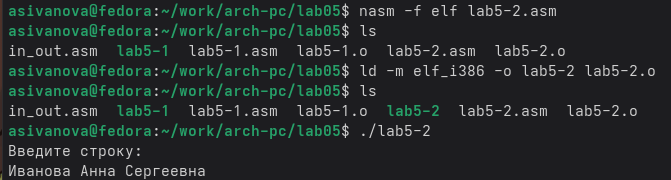 asivanova@fedora:~/work/arch-pc/lab05$ nasm -f elf lab5-2.asm
asivanova@fedora:~/work/arch-pc/lab05$ ls
in_out.asm lab5-1 lab5-1.asm lab5-1.o lab5-2.asm lab5-2.o
asivanova@fedora:~/work/arch-pc/lab05$ ld -m elf_i386 -o lab5-2 lab5-2.o
asivanova@fedora:~/work/arch-pc/lab05$ ls
in_out.asm lab5-1 lab5-1.asm lab5-1.o lab5-2 lab5-2.asm lab5-2.o
asivanova@fedora:~/work/arch-pc/lab05$ ./lab5-2
Введите строку:
Иванова Анна Сергеевна